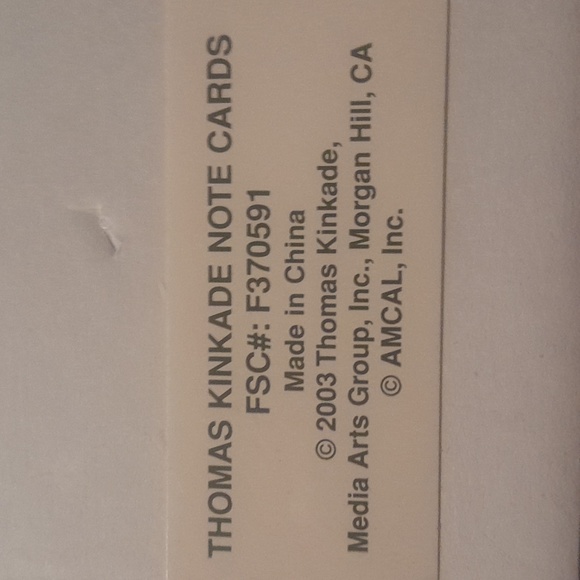 THOMAS KINKADE NOTE CARDS
FSC#: F370591
Made in China
© 2003 Thomas Kinkade,
Media Arts Group, Inc., Morgan Hill, CA
© AMCAL, Inc.